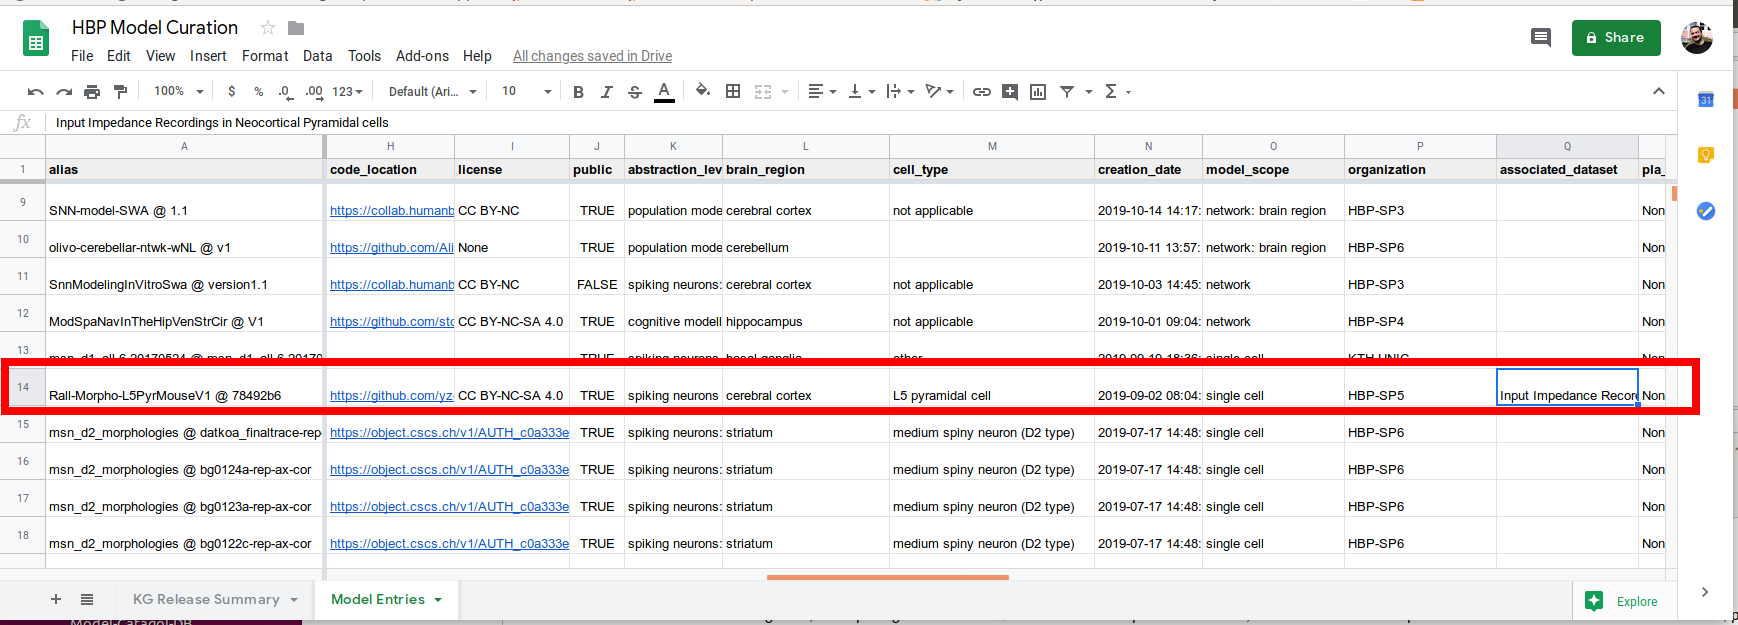 HBP Model Curation
File Edit View Insert Format Data Tools Add-ons Help All changes saved in Drive
Share
100% $ % .0 .00 123 Default (Ari... 10 B I S A Σ
31
fx Input Impedance Recordings in Neocortical Pyramidal cells
A H I J K L M N O P Q
1 alias code_location license public abstraction_lev brain_region cell_type creation_date model_scope organization associated_dataset pla_
9 SNN-model-SWA @ 1.1 https://collab.humanb CC BY-NC TRUE population mode cerebral cortex not applicable 2019-10-14 14:17: network: brain region HBP-SP3 Non
10 olivo-cerebellar-ntwk-wNL @ v1 https://github.com/Ali None TRUE population mode cerebellum 2019-10-11 13:57: network: brain region HBP-SP6 Non
11 SnnModelingInVitroSwa @ version1.1 https://collab.humanb CC BY-NC FALSE spiking neurons: cerebral cortex not applicable 2019-10-03 14:45: network HBP-SP3 Non
12 ModSpaNavInTheHipVenStrCir @ V1 https://github.com/sto CC BY-NC-SA 4.0 TRUE cognitive modell hippocampus not applicable 2019-10-01 09:04: network HBP-SP4 Non
13 TRUE spiking neurons: basal ganglia other single cell KTH-UNIC Non
14 Rall-Morpho-L5PyrMouseV1 @ 78492b6 https://github.com/yz CC BY-NC-SA 4.0 TRUE spiking neurons cerebral cortex L5 pyramidal cell 2019-09-02 08:04: single cell HBP-SP5 Input Impedance Recor Non
15 msn_d2_morphologies @ datkoa_finaltrace-rep https://object.cscs.ch/v1/AUTH_c0a333e TRUE spiking neurons: striatum medium spiny neuron (D2 type) 2019-07-17 14:48: single cell HBP-SP6 Non
16 msn_d2_morphologies @ bg0124a-rep-ax-cor https://object.cscs.ch/v1/AUTH_c0a333e TRUE spiking neurons: striatum medium spiny neuron (D2 type) 2019-07-17 14:48: single cell HBP-SP6 Non
17 msn_d2_morphologies @ bg0123a-rep-ax-cor https://object.cscs.ch/v1/AUTH_c0a333e TRUE spiking neurons: striatum medium spiny neuron (D2 type) 2019-07-17 14:48: single cell HBP-SP6 Non
18 msn_d2_morphologies @ bg0122c-rep-ax-cor https://object.cscs.ch/v1/AUTH_c0a333e TRUE spiking neurons: striatum medium spiny neuron (D2 type) 2019-07-17 14:48: single cell HBP-SP6 Non
+ KG Release Summary Model Entries Explore
Model-Catagol-DB